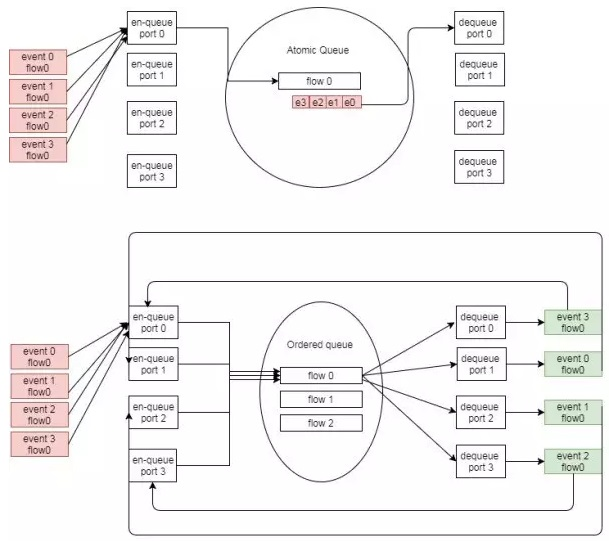 event 0
flow0
event 1
flow0
event 2
flow0
event 3
flow0
en-queue
port 0
en-queue
port 1
en-queue
port 2
en-queue
port 3
Atomic Queue
flow 0
e3 e2 e1 e0
dequeue
port 0
dequeue
port 1
dequeue
port 2
dequeue
port 3
event 0
flow0
event 1
flow0
event 2
flow0
event 3
flow0
en-queue
port 0
en-queue
port 1
en-queue
port 2
en-queue
port 3
Ordered queue
flow 0
flow 1
flow 2
dequeue
port 0
dequeue
port 1
dequeue
port 2
dequeue
port 3
event 3
flow0
event 0
flow0
event 1
flow0
event 2
flow0